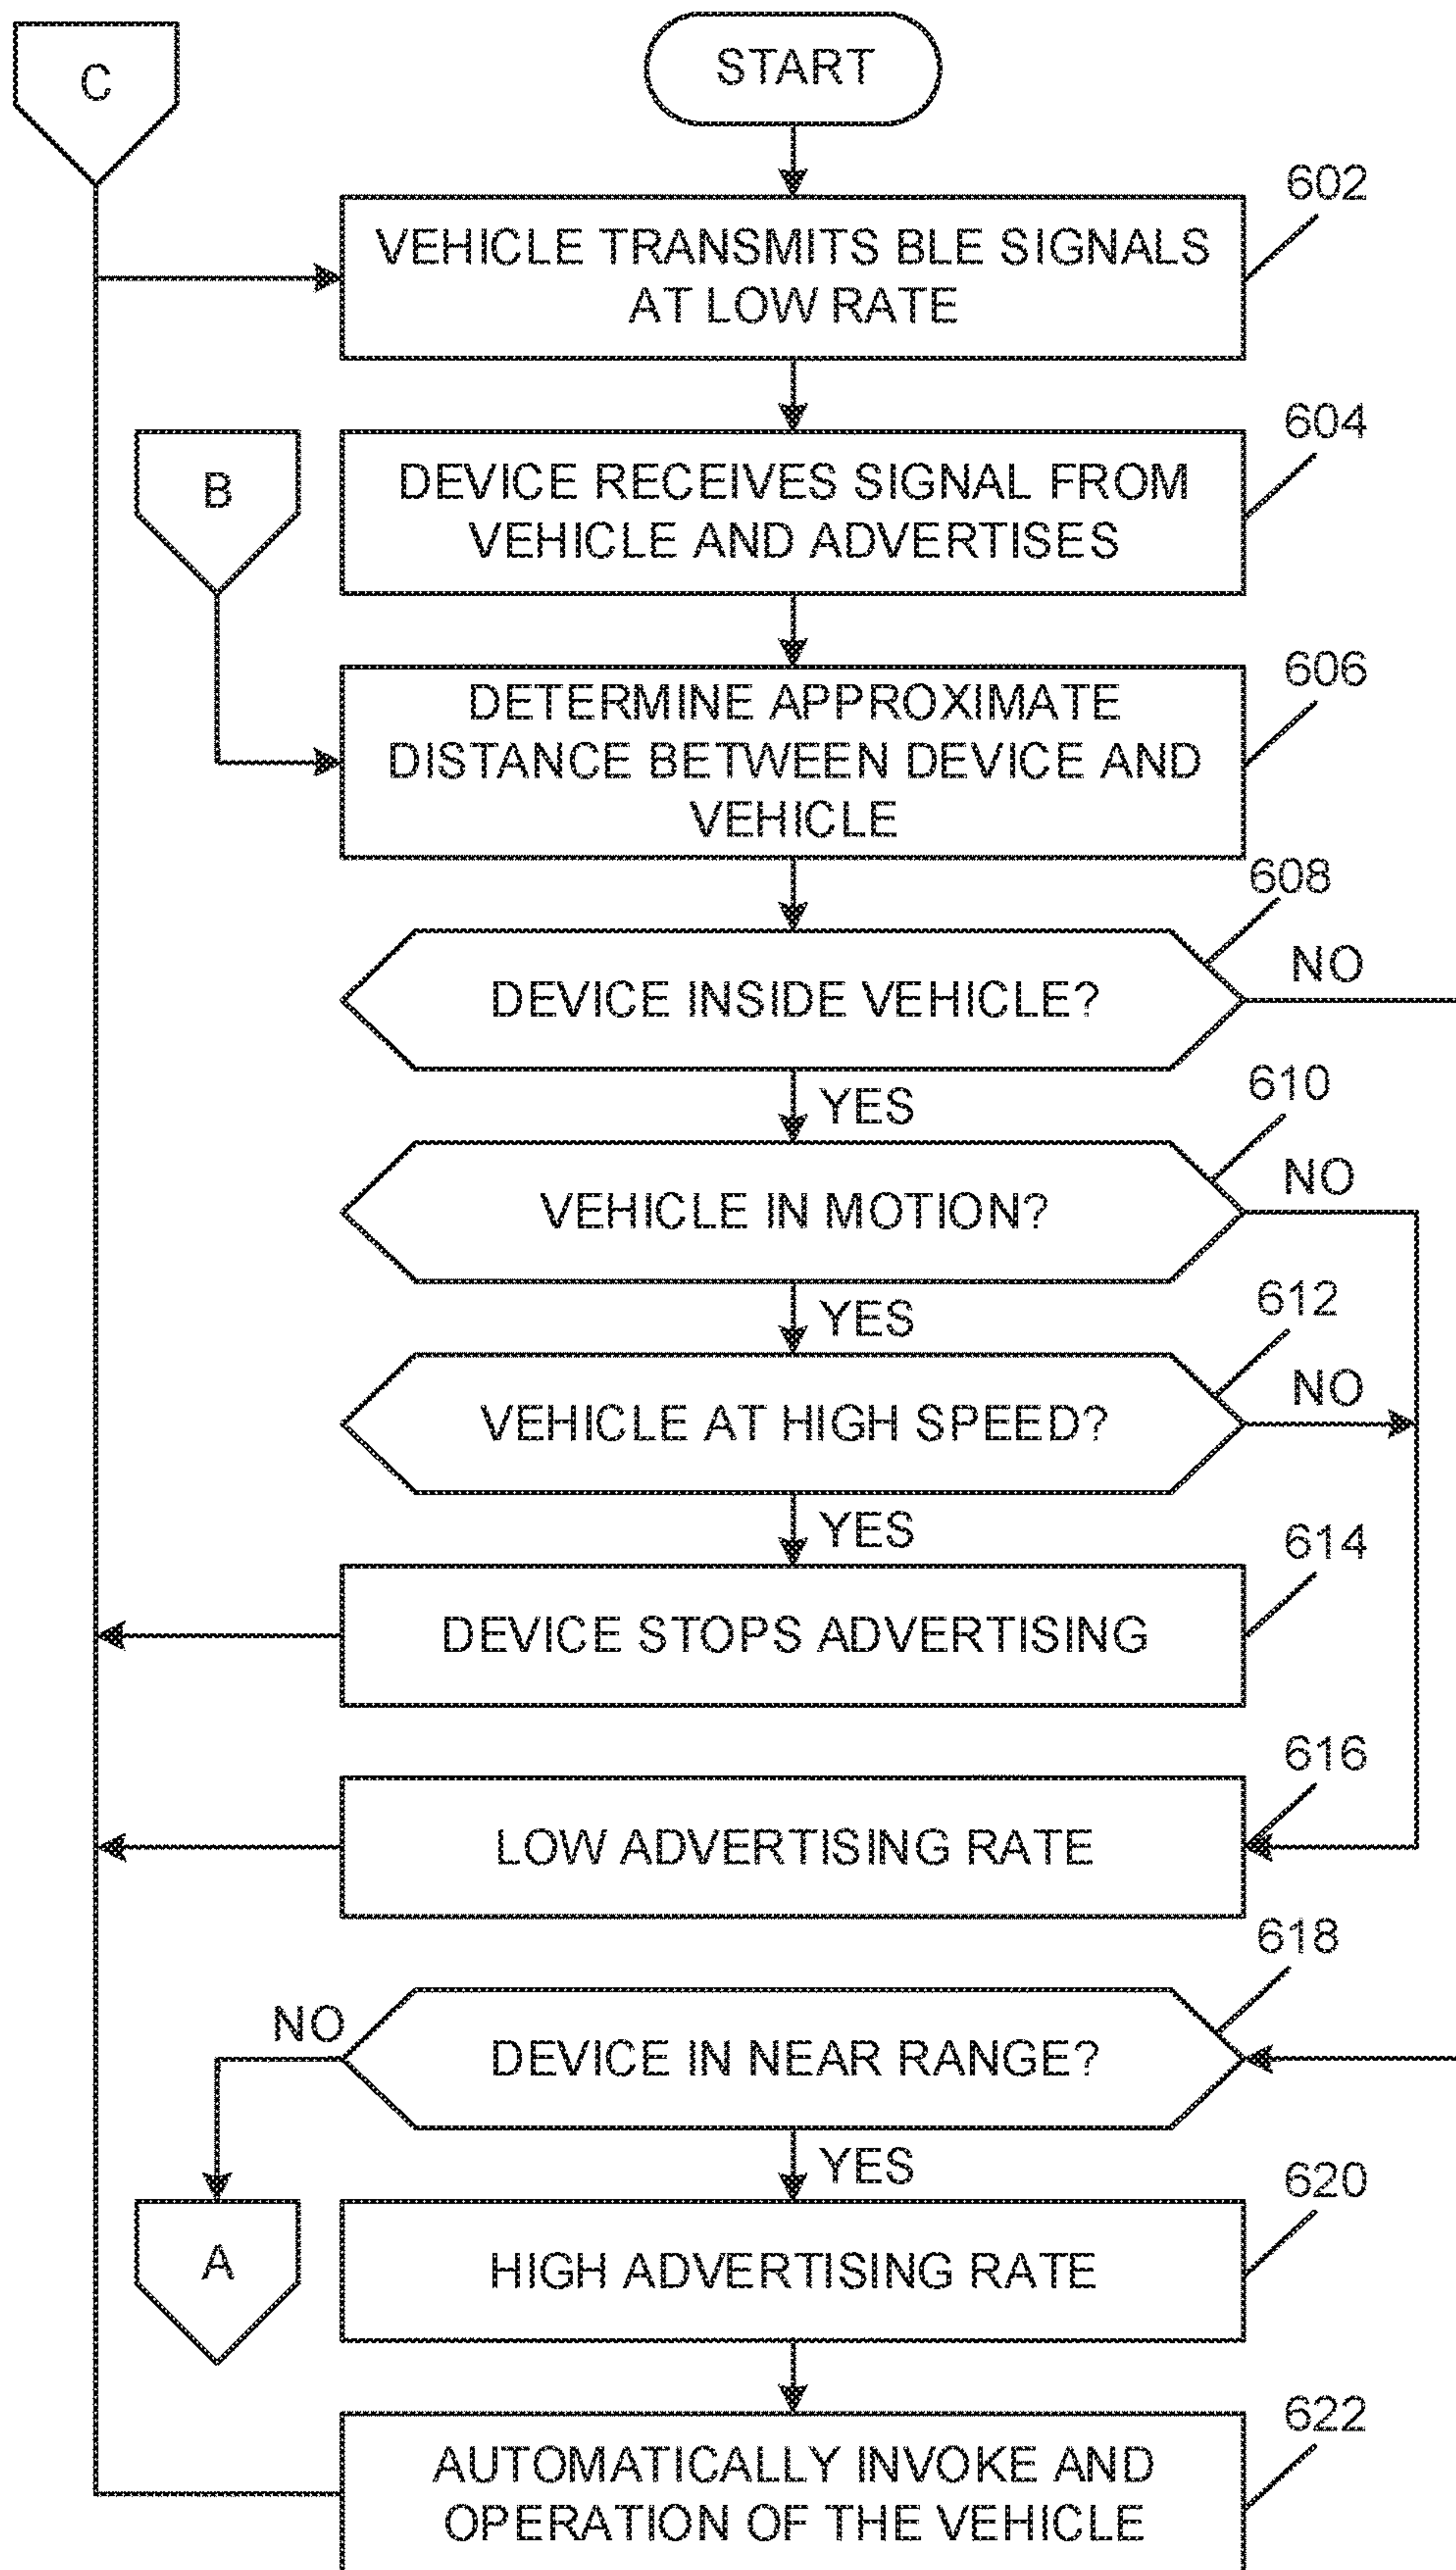 C
START
602
VEHICLE TRANSMITS BLE SIGNALS
AT LOW RATE
604
B
DEVICE RECEIVES SIGNAL FROM
VEHICLE AND ADVERTISES
606
DETERMINE APPROXIMATE
DISTANCE BETWEEN DEVICE AND
VEHICLE
608
NO
DEVICE INSIDE VEHICLE?
YES
610
NO
VEHICLE IN MOTION?
YES
612
NO
VEHICLE AT HIGH SPEED?
YES
614
DEVICE STOPS ADVERTISING
616
LOW ADVERTISING RATE
618
NO
DEVICE IN NEAR RANGE?
YES
620
A
HIGH ADVERTISING RATE
622
AUTOMATICALLY INVOKE AND
OPERATION OF THE VEHICLE